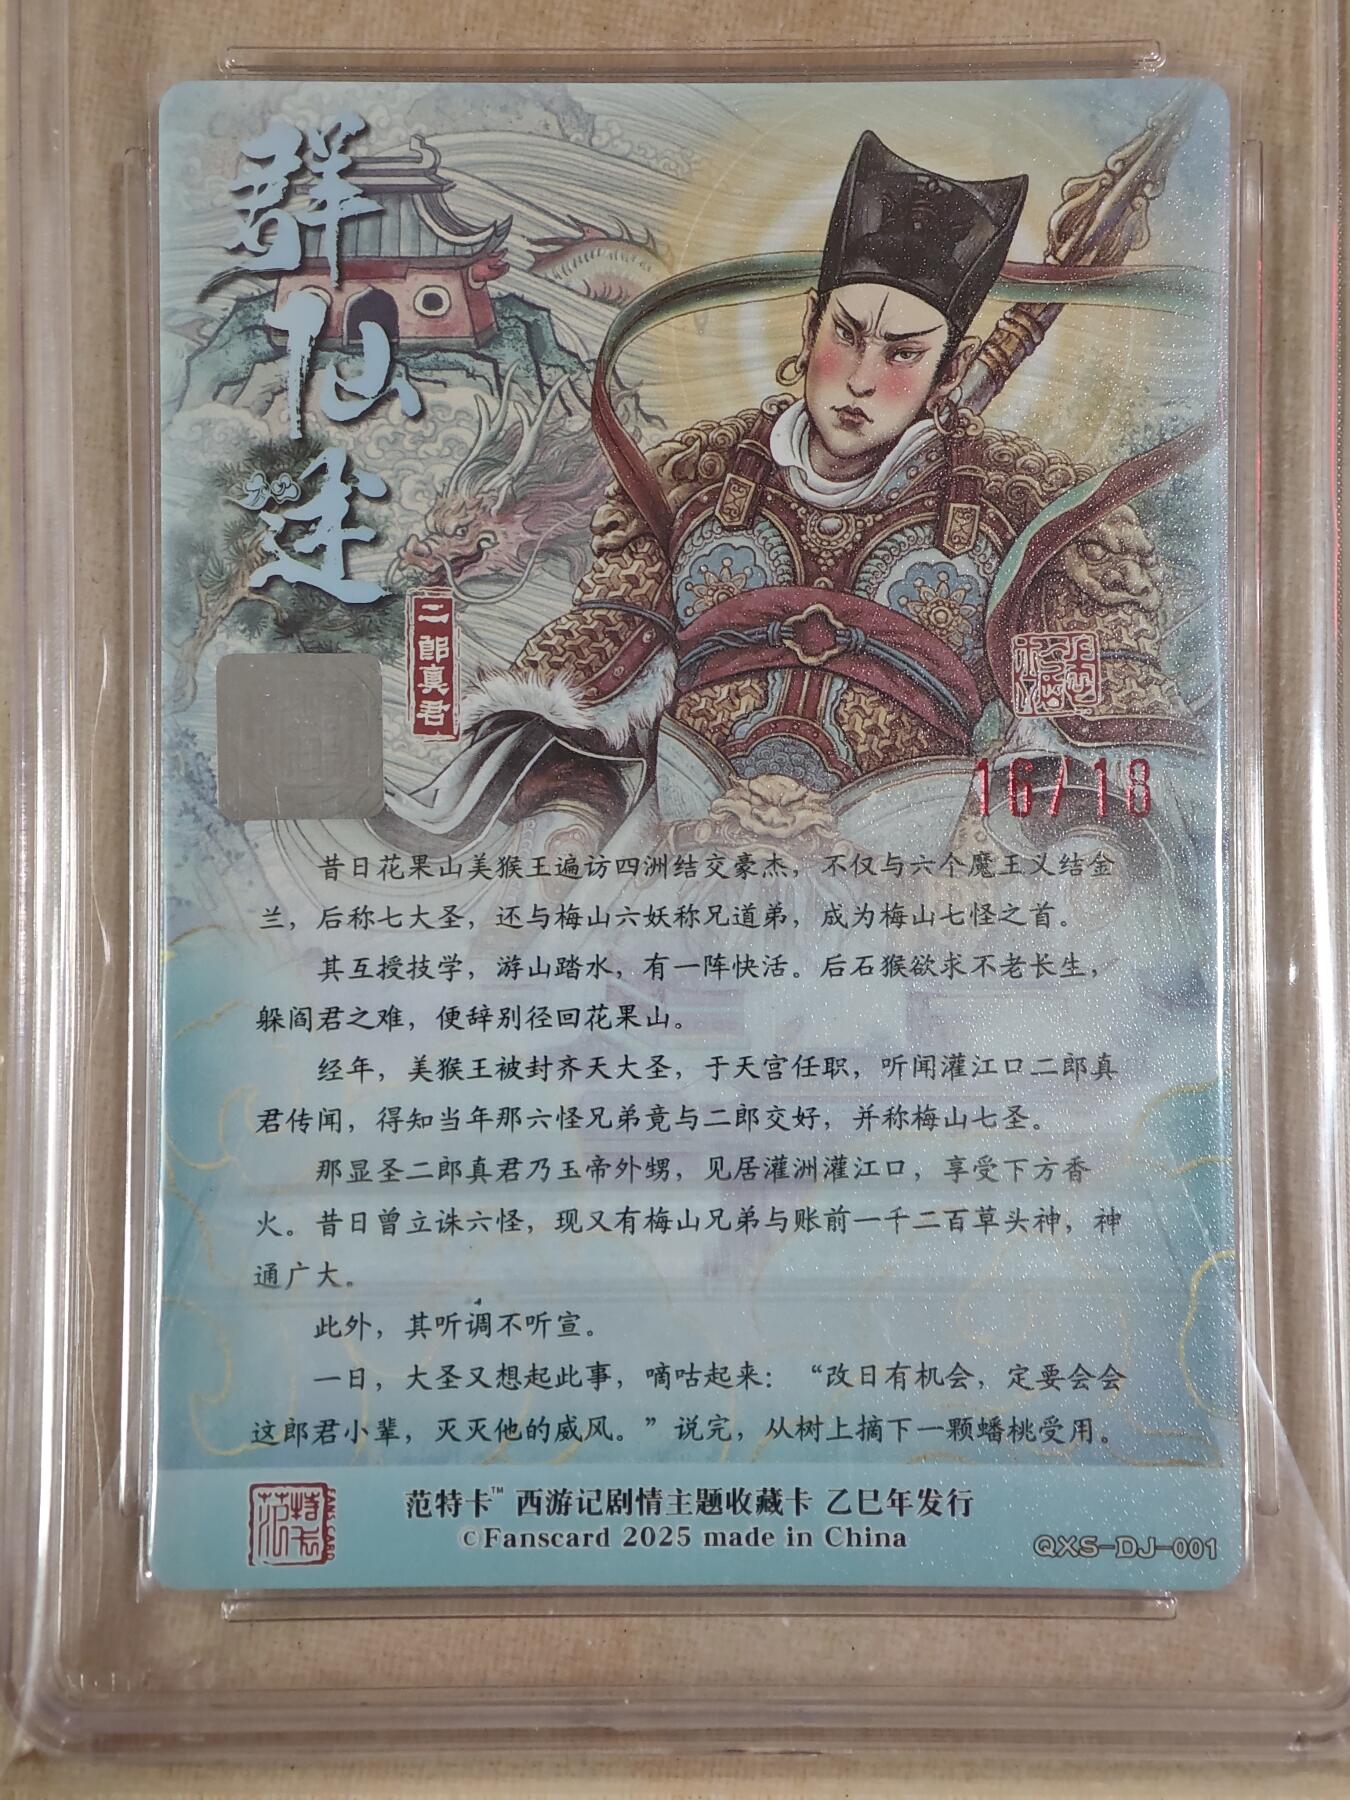 群仙逑
二郎真君
16/18
昔日花果山美猴王遍访四洲结交豪杰，不仅与六个魔王义结金
兰，后称七大圣，还与梅山六妖称兄道弟，成为梅山七怪之首。
其互授技学，游山踏水，有一阵快活。后石猴欲求不老长生，
躲阎君之难，便辞别径回花果山。
经年，美猴王被封齐天大圣，于天宫任职，听闻灌江口二郎真
君传闻，得知当年那六怪兄弟竟与二郎交好，并称梅山七圣。
那显圣二郎真君乃玉帝外甥，见居灌洲灌江口，享受下方香
火。昔日曾立诛六怪，现又有梅山兄弟与账前一千二百草头神，神
通广大。
此外，其听调不听宣。
一日，大圣又想起此事，嘀咕起来：“改日有机会，定要会会
这郎君小辈，灭灭他的威风。”说完，从树上摘下一颗蟠桃受用。
范特卡
FANSCARD
范特卡™ 西游记剧情主题收藏卡 乙巳年发行
©Fanscard 2025 made in China
QXS-DJ-001